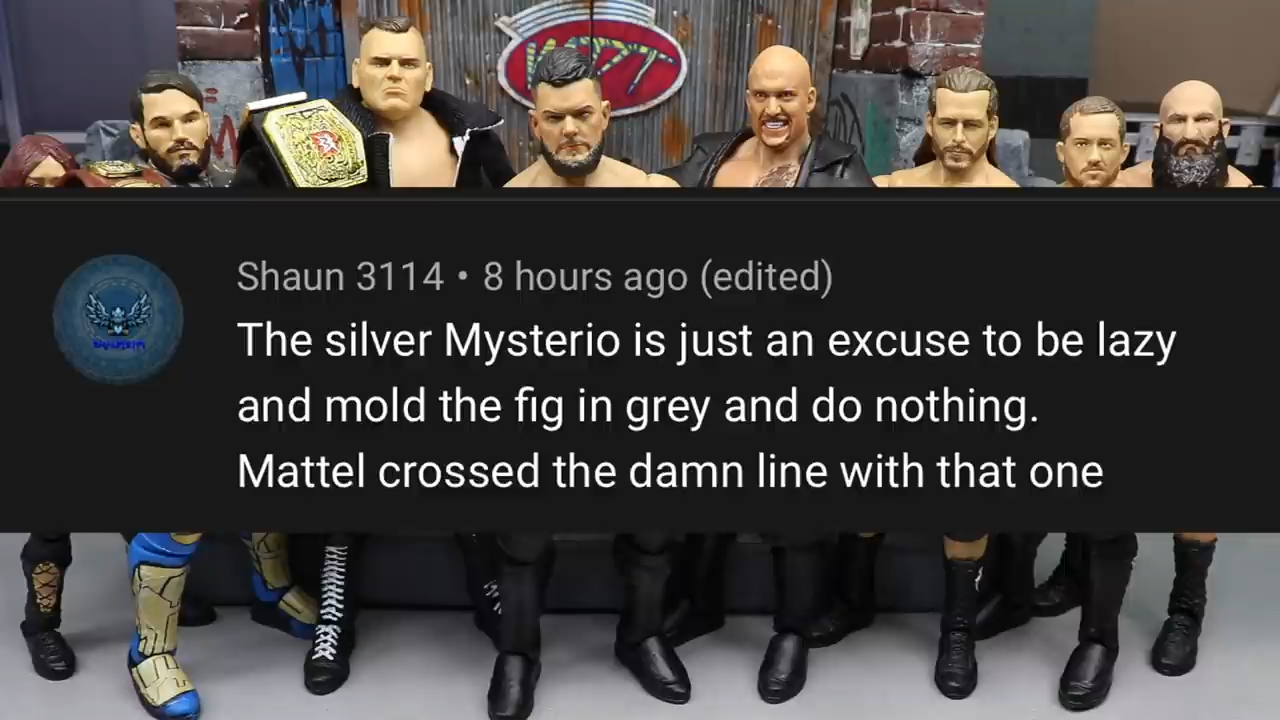 Shaun 3114 • 8 hours ago (edited)
The silver Mysterio is just an excuse to be lazy
and mold the fig in grey and do nothing.
Mattel crossed the damn line with that one